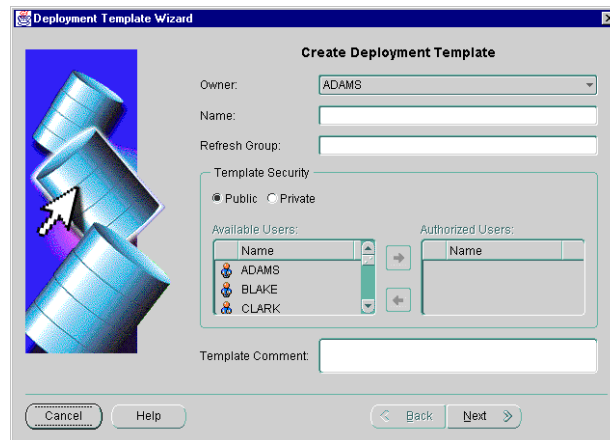 Deployment Template Wizard
Create Deployment Template
Owner: ADAMS
Name:
Refresh Group:
Template Security
Public Private
Available Users: Authorized Users:
Name Name
ADAMS
BLAKE
CLARK
Template Comment:
Cancel Help Back Next